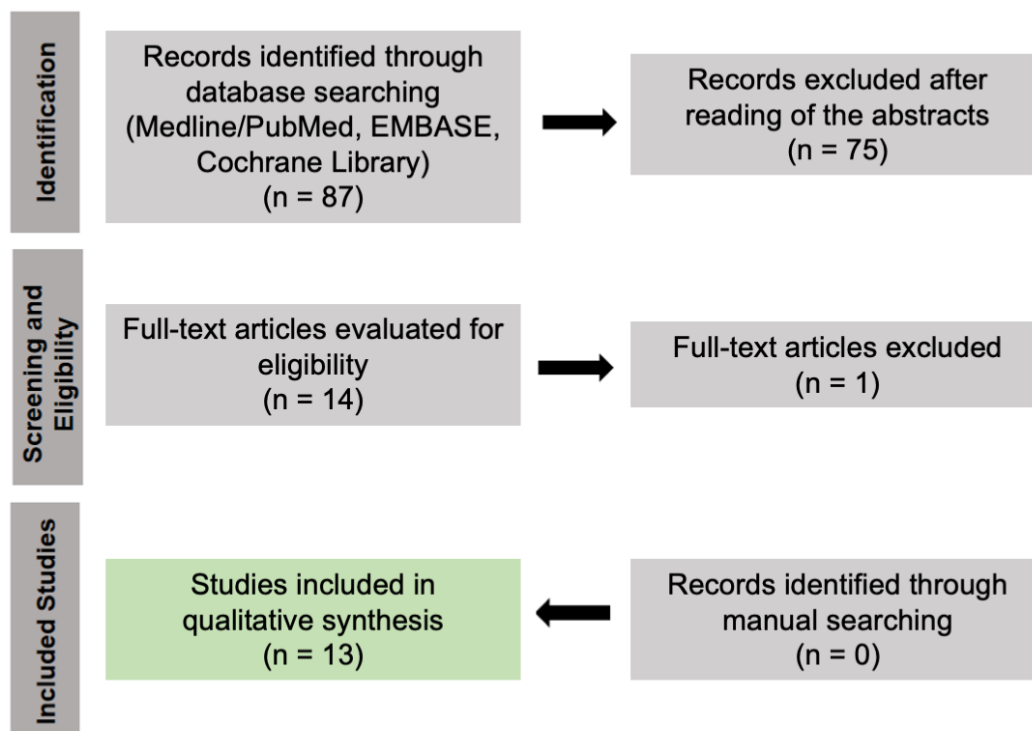 Identification
Records identified through
database searching
(Medline/PubMed, EMBASE,
Cochrane Library)
(n = 87)
Records excluded after
reading of the abstracts
(n = 75)
Screening and
Eligibility
Full-text articles evaluated for
eligibility
(n = 14)
Full-text articles excluded
(n = 1)
Included Studies
Studies included in
qualitative synthesis
(n = 13)
Records identified through
manual searching
(n = 0)